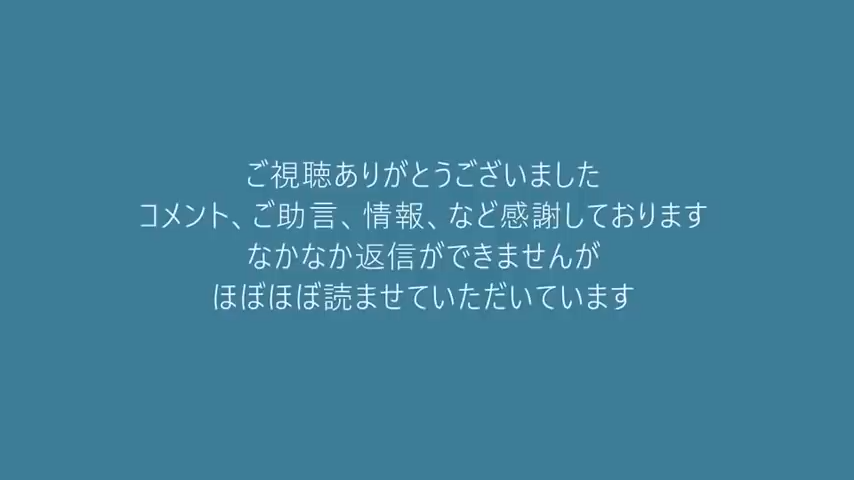 ご視聴ありがとうございました
コメント、ご助言、情報、など感謝しております
なかなか返信ができませんが
ほぼほぼ読ませていただいています